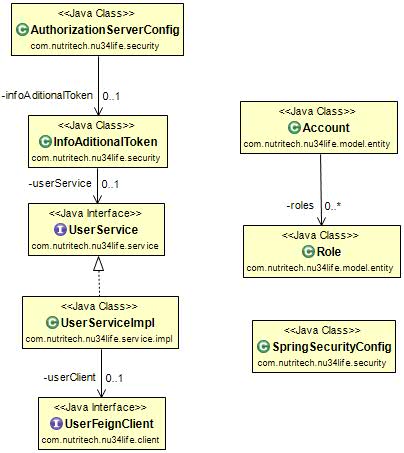 <<Java Class>>
C AuthorizationServerConfig
com.nutritech.nu34life.security
-infoAditionalToken 0..1
<<Java Class>>
C InfoAditionalToken
com.nutritech.nu34life.security
-userService 0..1
<<Java Interface>>
I UserService
com.nutritech.nu34life.service
<<Java Class>>
C UserServiceImpl
com.nutritech.nu34life.service.impl
-userClient 0..1
<<Java Interface>>
I UserFeignClient
com.nutritech.nu34life.client
<<Java Class>>
C Account
com.nutritech.nu34life.model.entity
-roles 0..*
<<Java Class>>
C Role
com.nutritech.nu34life.model.entity
<<Java Class>>
C SpringSecurityConfig
com.nutritech.nu34life.security